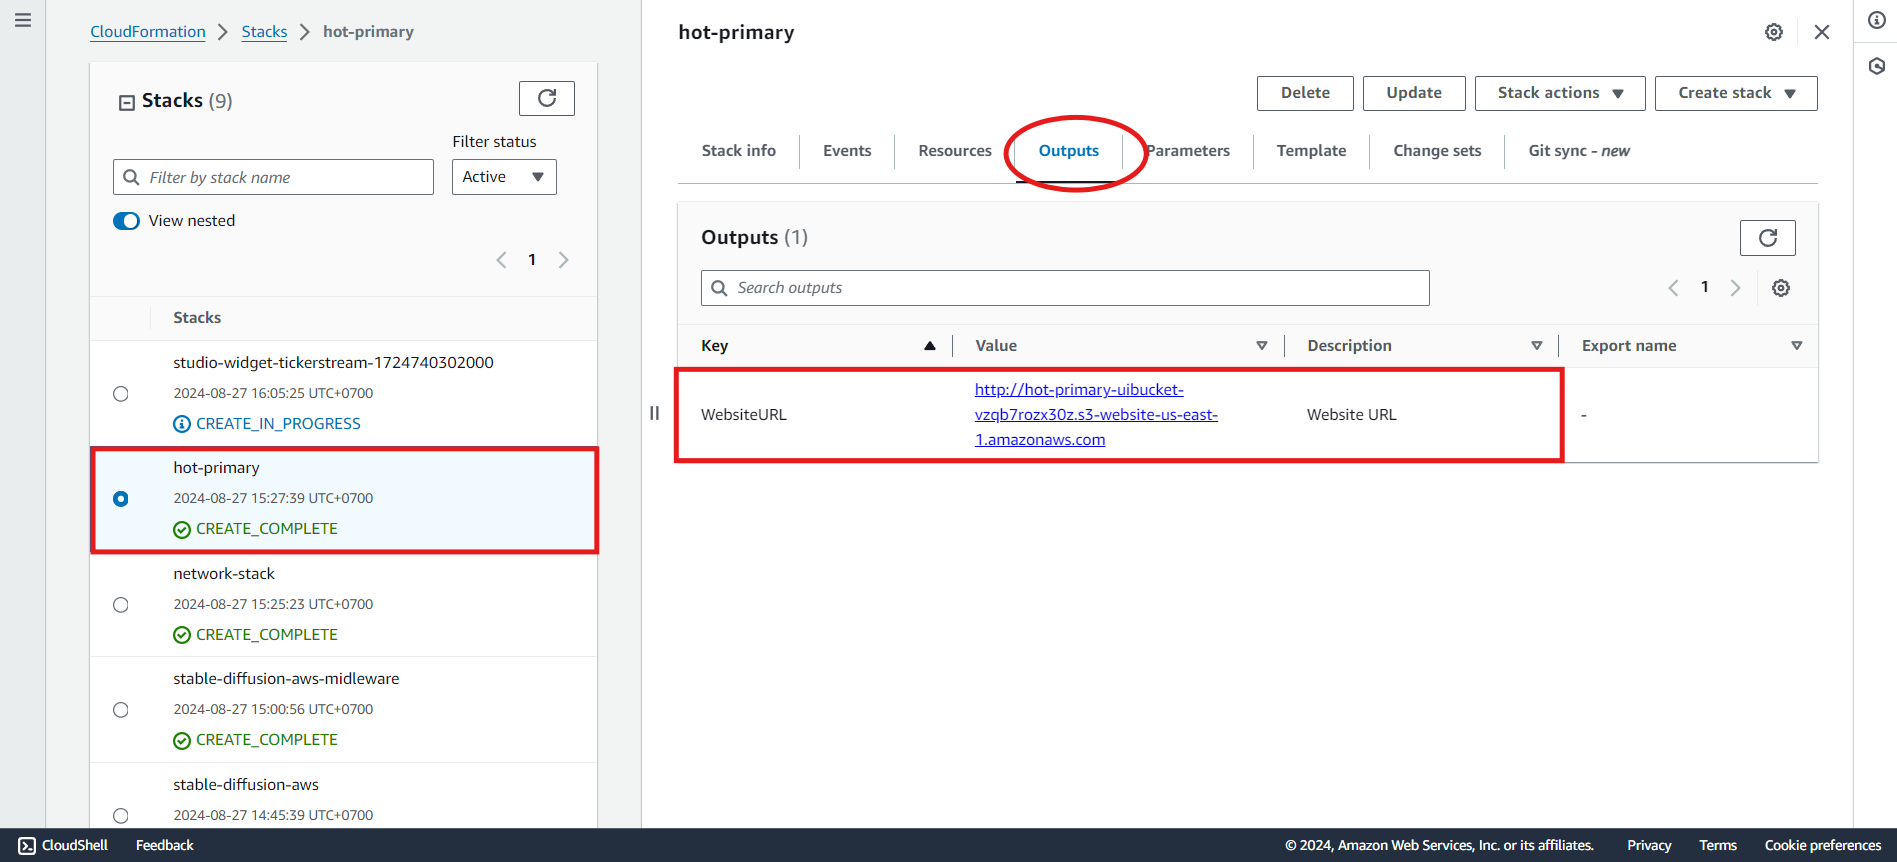 CloudFormation Stacks hot-primary
Stacks (9)
Filter status
Filter by stack name
Active
View nested
1
Stacks
studio-widget-tickerstream-1724740302000
2024-08-27 16:05:25 UTC+0700
CREATE_IN_PROGRESS
hot-primary
2024-08-27 15:27:39 UTC+0700
CREATE_COMPLETE
network-stack
2024-08-27 15:25:23 UTC+0700
CREATE_COMPLETE
stable-diffusion-aws-midleware
2024-08-27 15:00:56 UTC+0700
CREATE_COMPLETE
stable-diffusion-aws
2024-08-27 14:45:39 UTC+0700
hot-primary
Delete Update Stack actions Create stack
Stack info Events Resources Outputs Parameters Template Change sets Git sync - new
Outputs (1)
Search outputs
1
Key Value Description Export name
WebsiteURL
http://hot-primary-uibucket-
vzqb7rozx30z.s3-website-us-east-
1.amazonaws.com
Website URL
-
CloudShell Feedback © 2024, Amazon Web Services, Inc. or its affiliates. Privacy Terms Cookie preferences